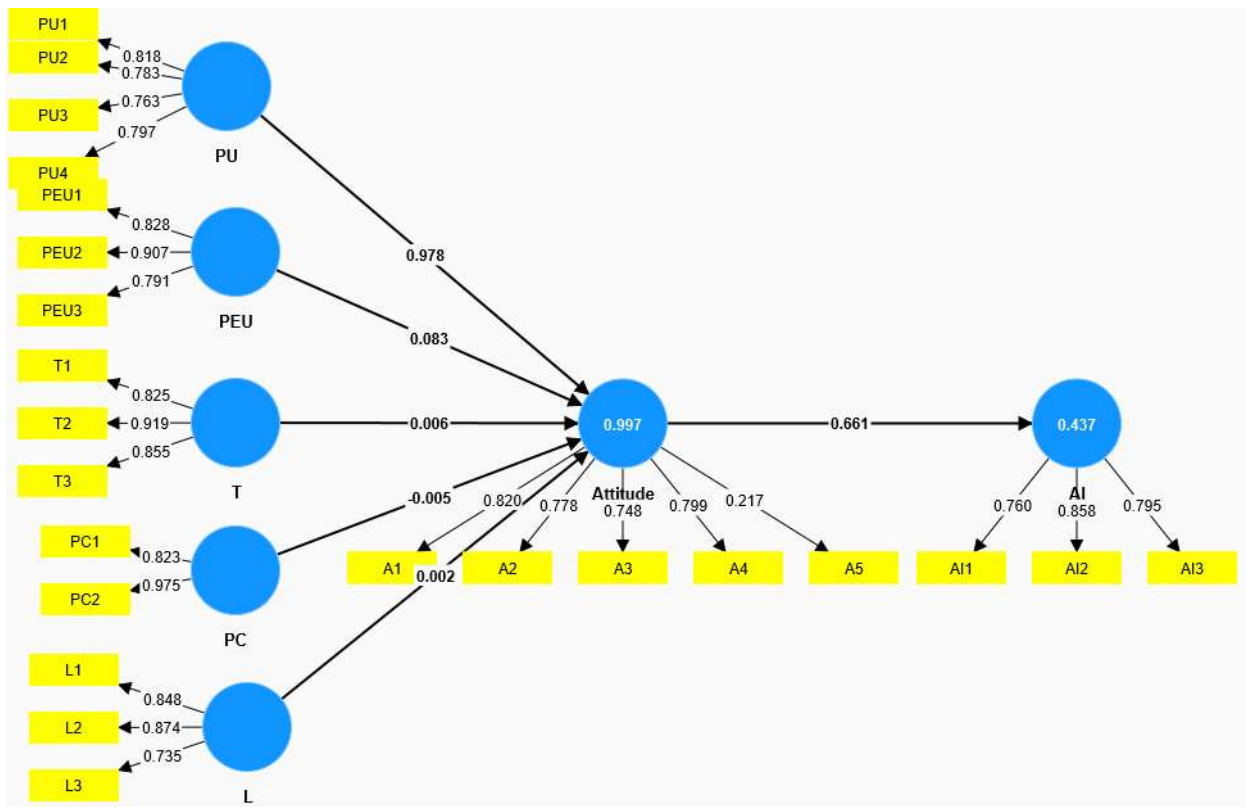 PU1
PU2
PU3
PU4
0.818
0.783
0.763
0.797
PU
PEU1
PEU2
PEU3
0.828
0.907
0.791
PEU
T1
T2
T3
0.825
0.919
0.855
T
PC1
PC2
0.823
0.975
PC
L1
L2
L3
0.848
0.874
0.735
L
0.978
0.083
0.006
-0.005
0.002
0.997
Attitude
0.820
0.778
0.748
0.799
0.217
A1
A2
A3
A4
A5
0.661
0.437
AI
0.760
0.858
0.795
AI1
AI2
AI3